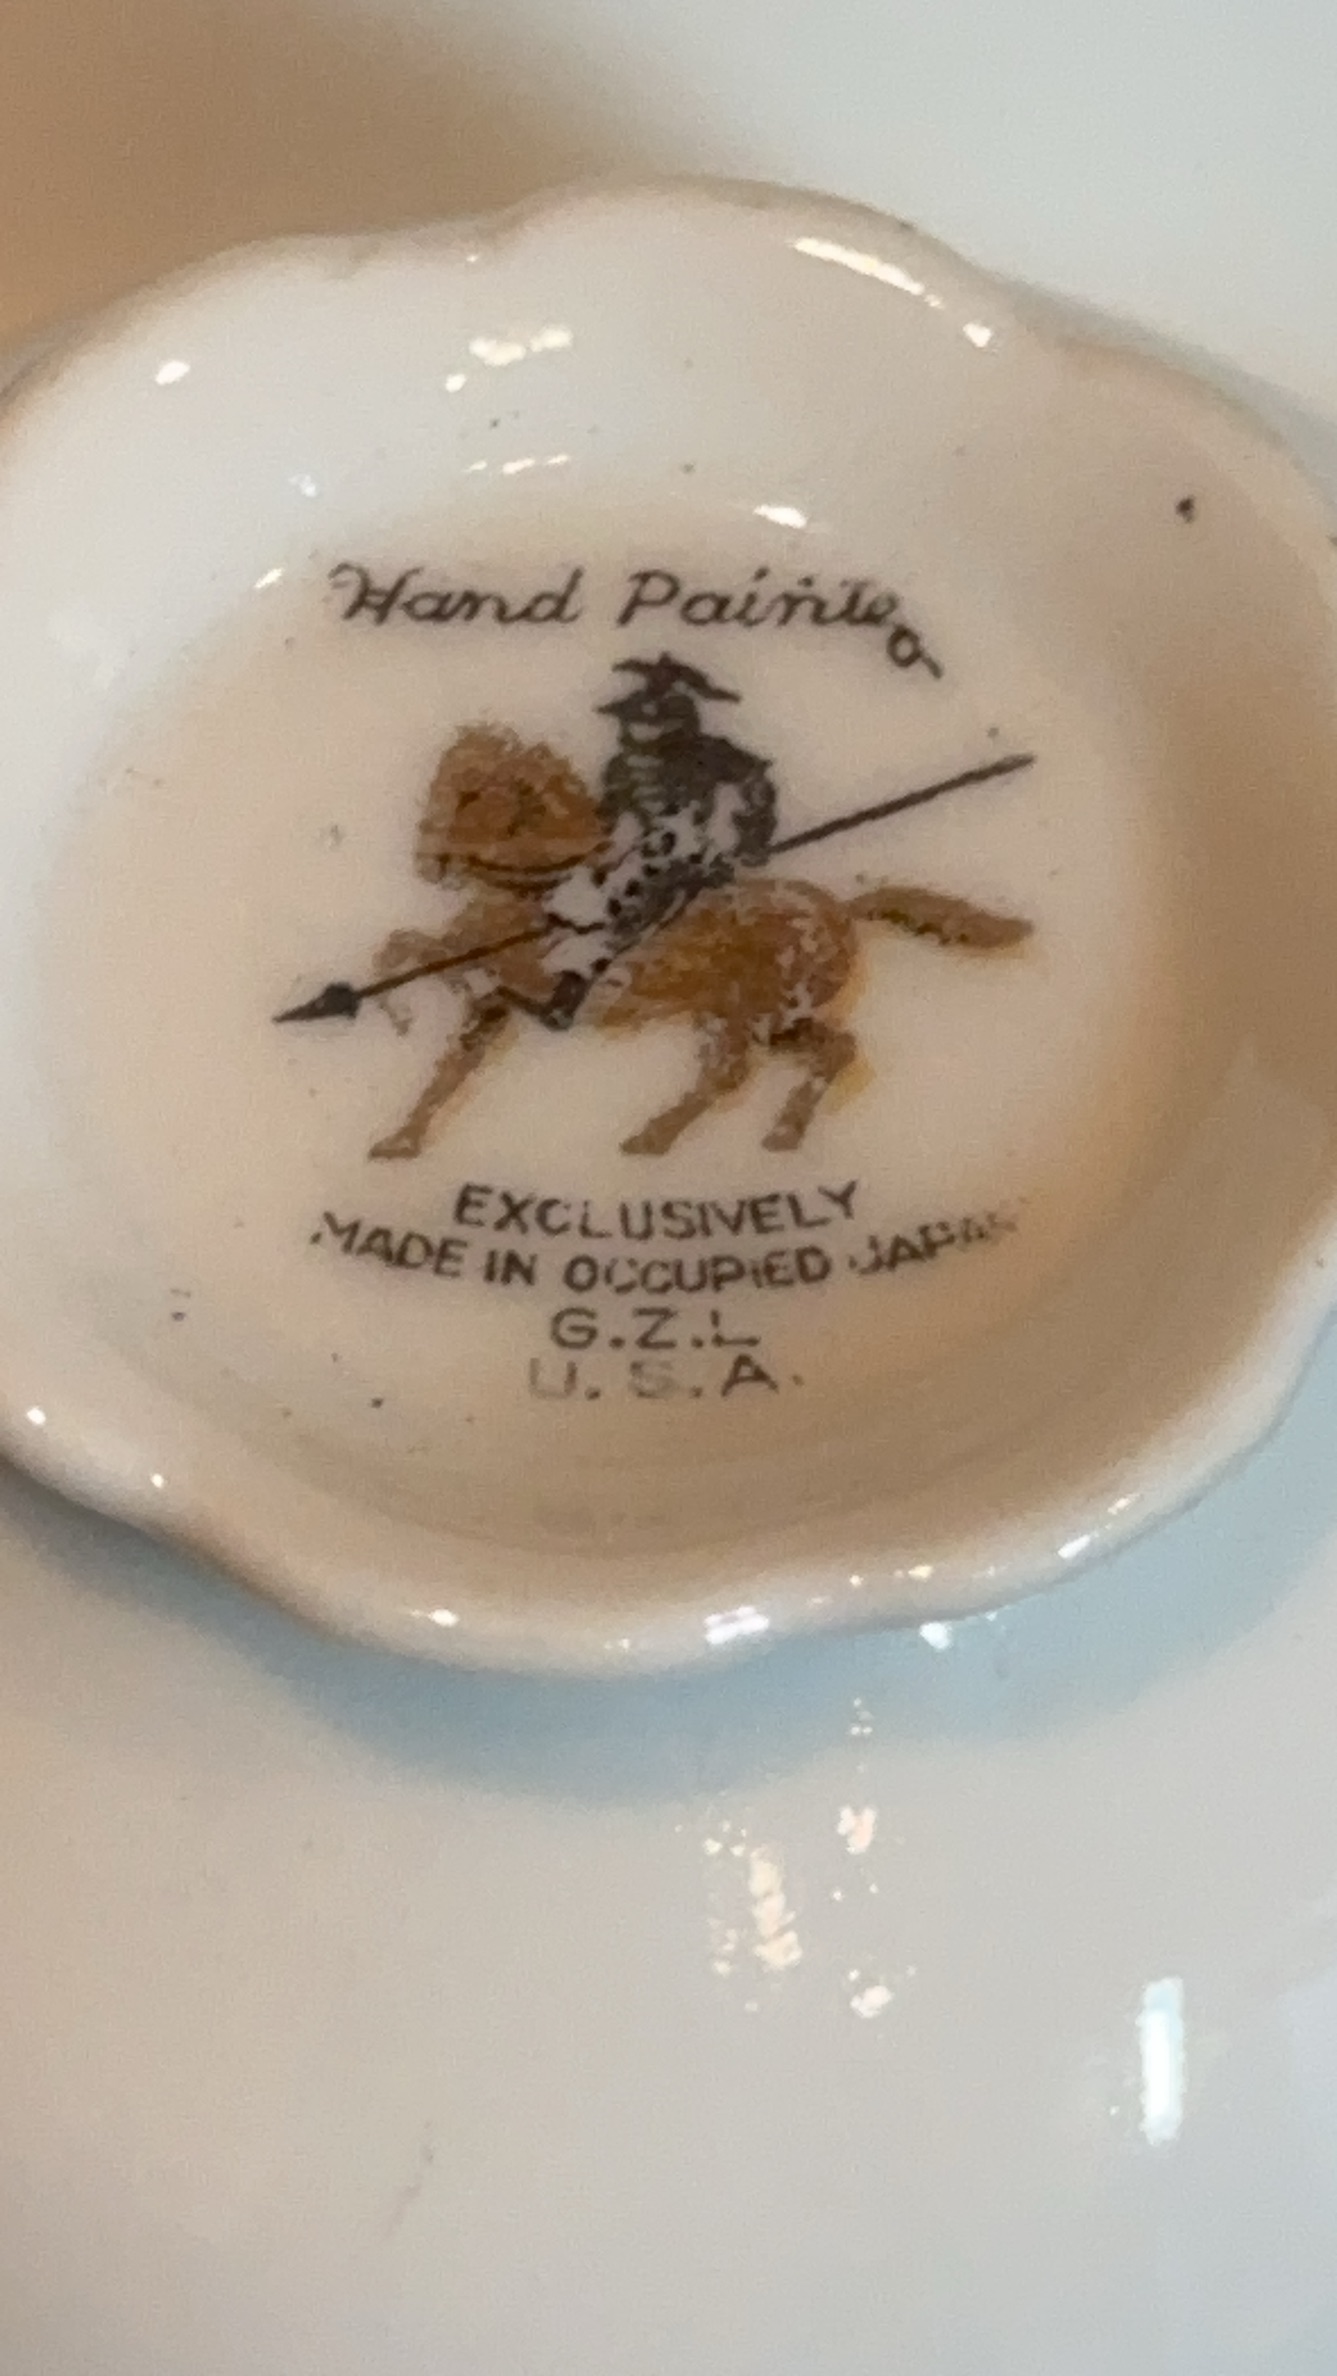 Hand Painted
EXCLUSIVELY
MADE IN OCCUPIED JAPAN
G.Z.L
U.S.A.